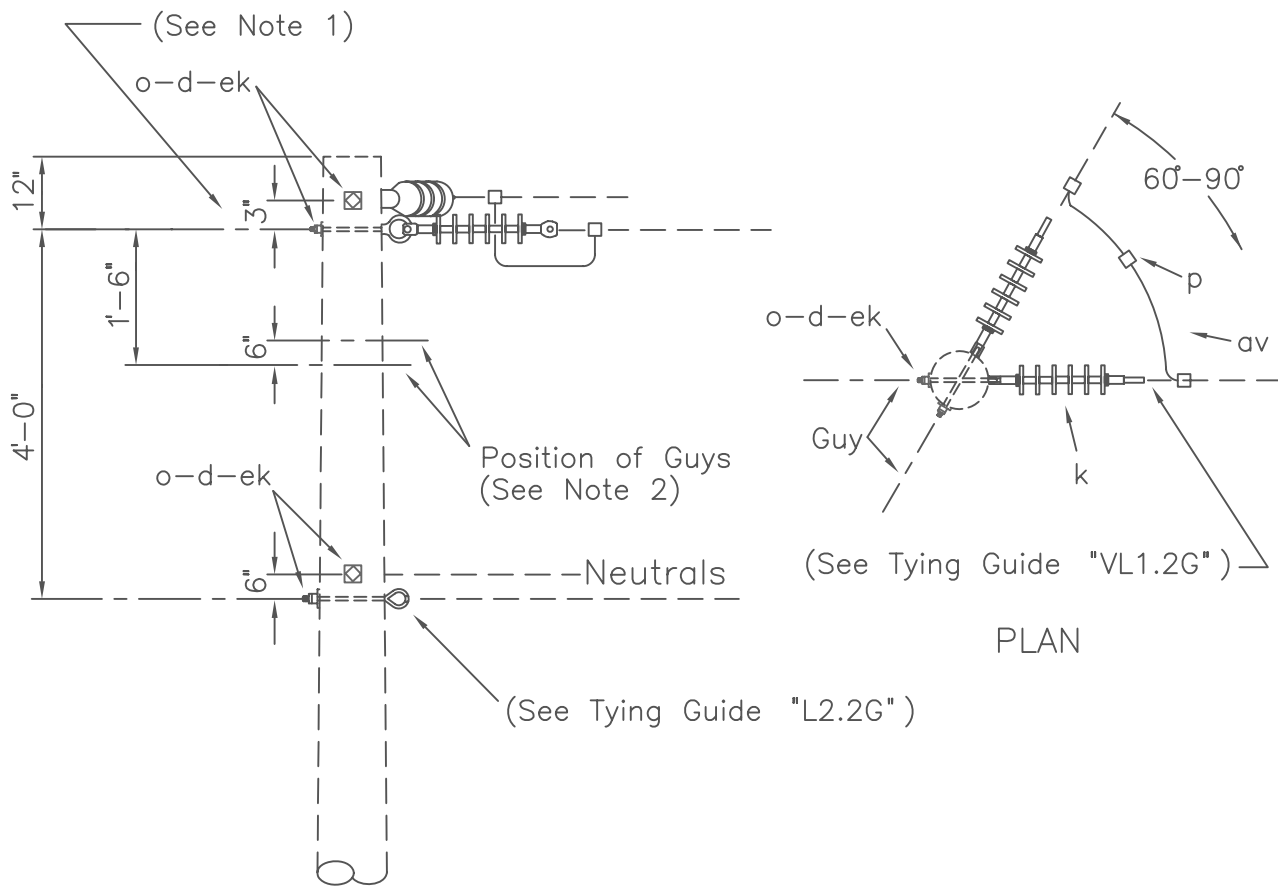 (See Note 1)
o-d-ek
12"
3"
1'-6"
6"
4'-0"
Position of Guys
(See Note 2)
o-d-ek
6"
Neutrals
(See Tying Guide "L2.2G")
60°-90°
p
o-d-ek
av
Guy
k
(See Tying Guide "VL1.2G")
PLAN